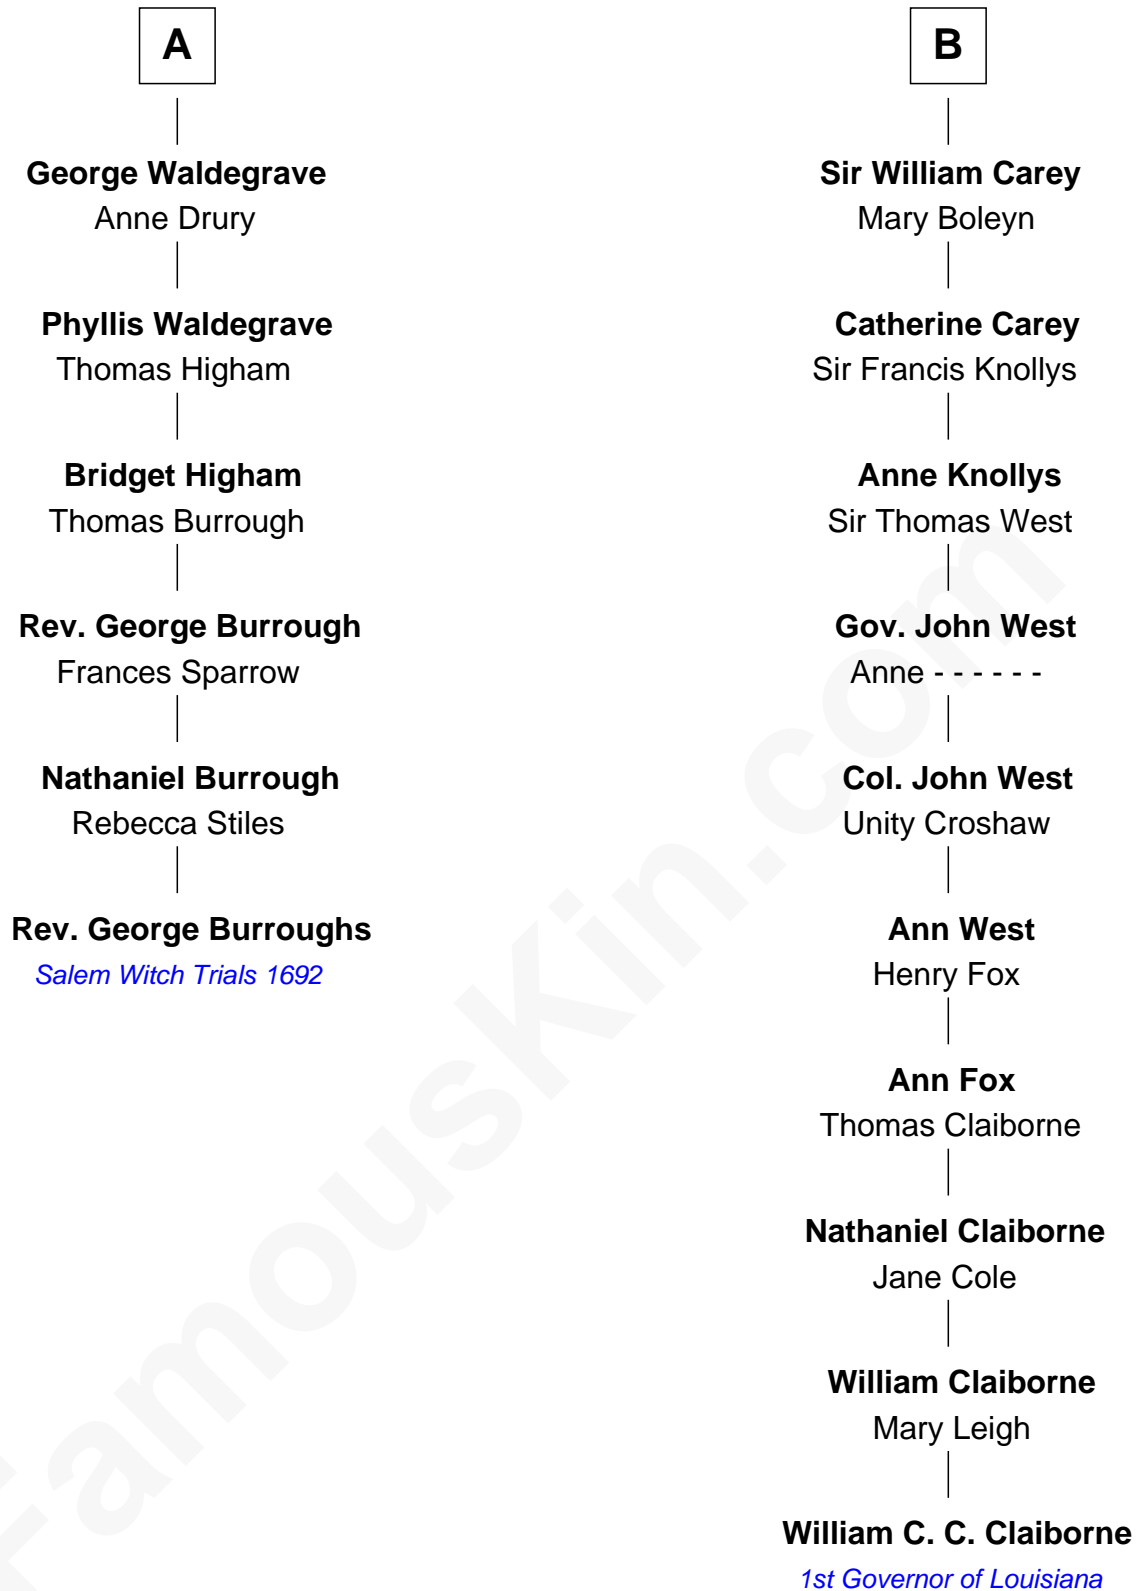 A
George Waldegrave
Anne Drury
Phyllis Waldegrave
Thomas Higham
Bridget Higham
Thomas Burrough
Rev. George Burrough
Frances Sparrow
Nathaniel Burrough
Rebecca Stiles
Rev. George Burroughs
Salem Witch Trials 1692
B
Sir William Carey
Mary Boleyn
Catherine Carey
Sir Francis Knollys
Anne Knollys
Sir Thomas West
Gov. John West
Anne - - - - - -
Col. John West
Unity Croshaw
Ann West
Henry Fox
Ann Fox
Thomas Claiborne
Nathaniel Claiborne
Jane Cole
William Claiborne
Mary Leigh
William C. C. Claiborne
1st Governor of Louisiana
FamousKin.com